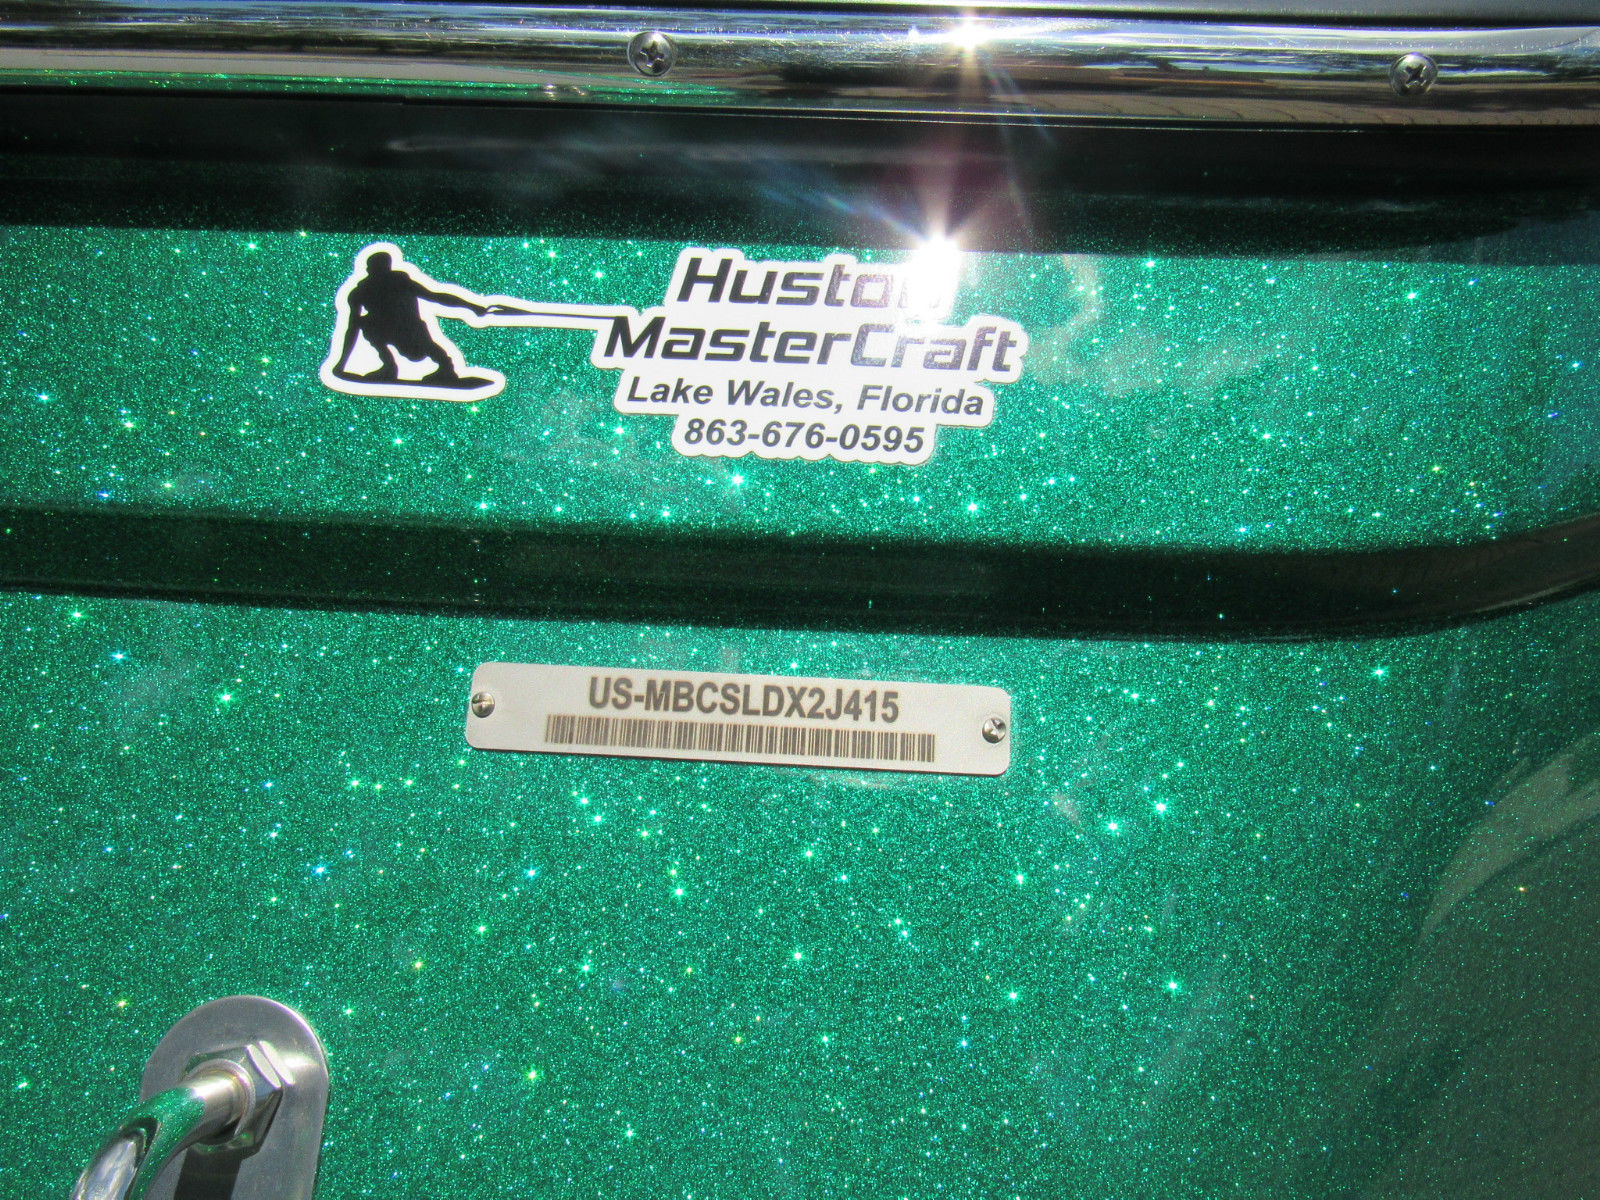 Huston
MasterCraft
Lake Wales, Florida
863-676-0595
US-MBCSLDX2J415